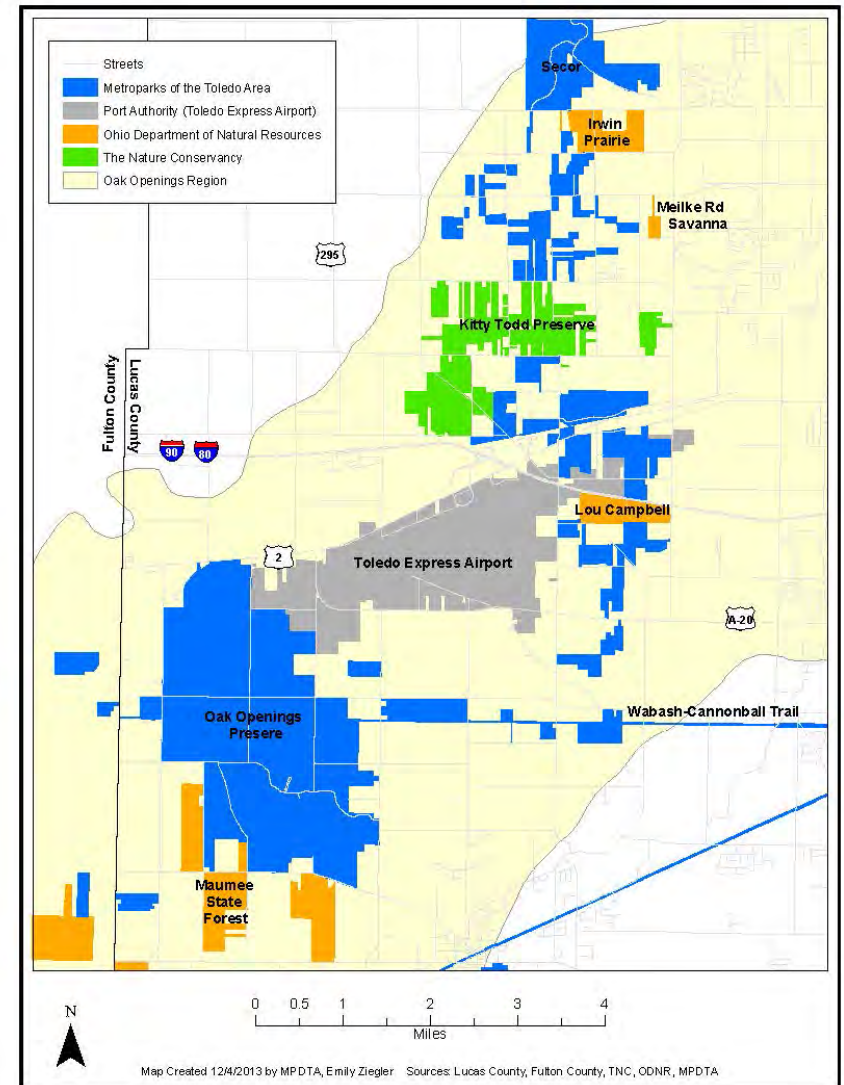 Streets
Metroparks of the Toledo Area
Port Authority (Toledo Express Airport)
Ohio Department of Natural Resources
The Nature Conservancy
Oak Openings Region
Secor
Irwin
Prairie
Meilke Rd
Savanna
295
Kitty Todd Preserve
Fulton County
Lucas County
90
80
Lou Campbell
2
Toledo Express Airport
A-20
Wabash-Cannonball Trail
Oak Openings
Presere
Maumee
State
Forest
N
0 0.5 1 2 3 4
Miles
Map Created 12/4/2013 by MPDTA, Emily Ziegler Sources: Lucas County, Fulton County, TNC, ODNR, MPDTA